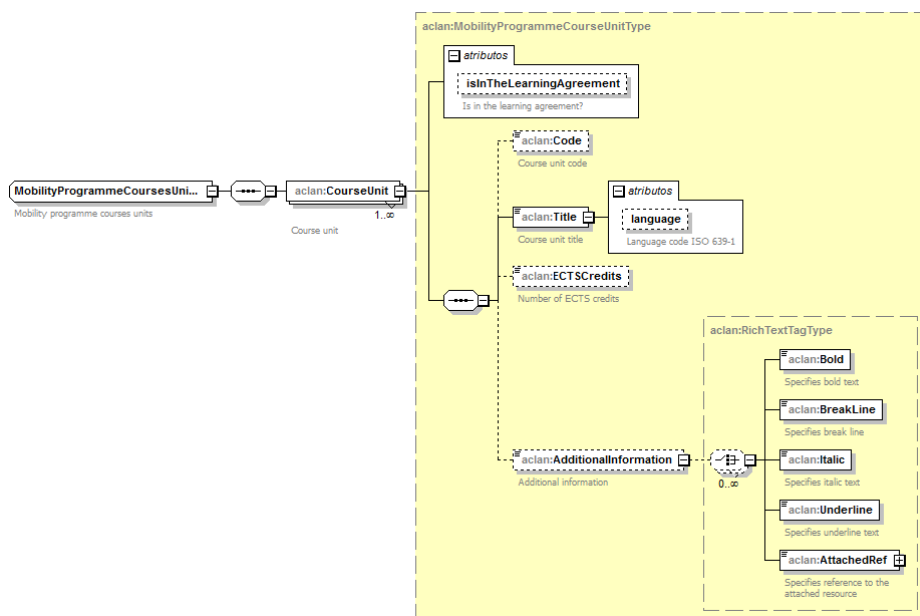 aclan:MobilityProgrammeCourseUnitType
atributos
isInTheLearningAgreement
Is in the learning agreement?
aclan:Code
Course unit code
MobilityProgrammeCoursesUni...
Mobility programme courses units
aclan:CourseUnit
1..∞
Course unit
aclan:Title
Course unit title
atributos
language
Language code ISO 639-1
aclan:ECTSCredits
Number of ECTS credits
aclan:RichTextTagType
aclan:Bold
Specifies bold text
aclan:BreakLine
Specifies break line
aclan:AdditionalInformation
Additional information
0..∞
aclan:Italic
Specifies italic text
aclan:Underline
Specifies underline text
aclan:AttachedRef
Specifies reference to the
attached resource